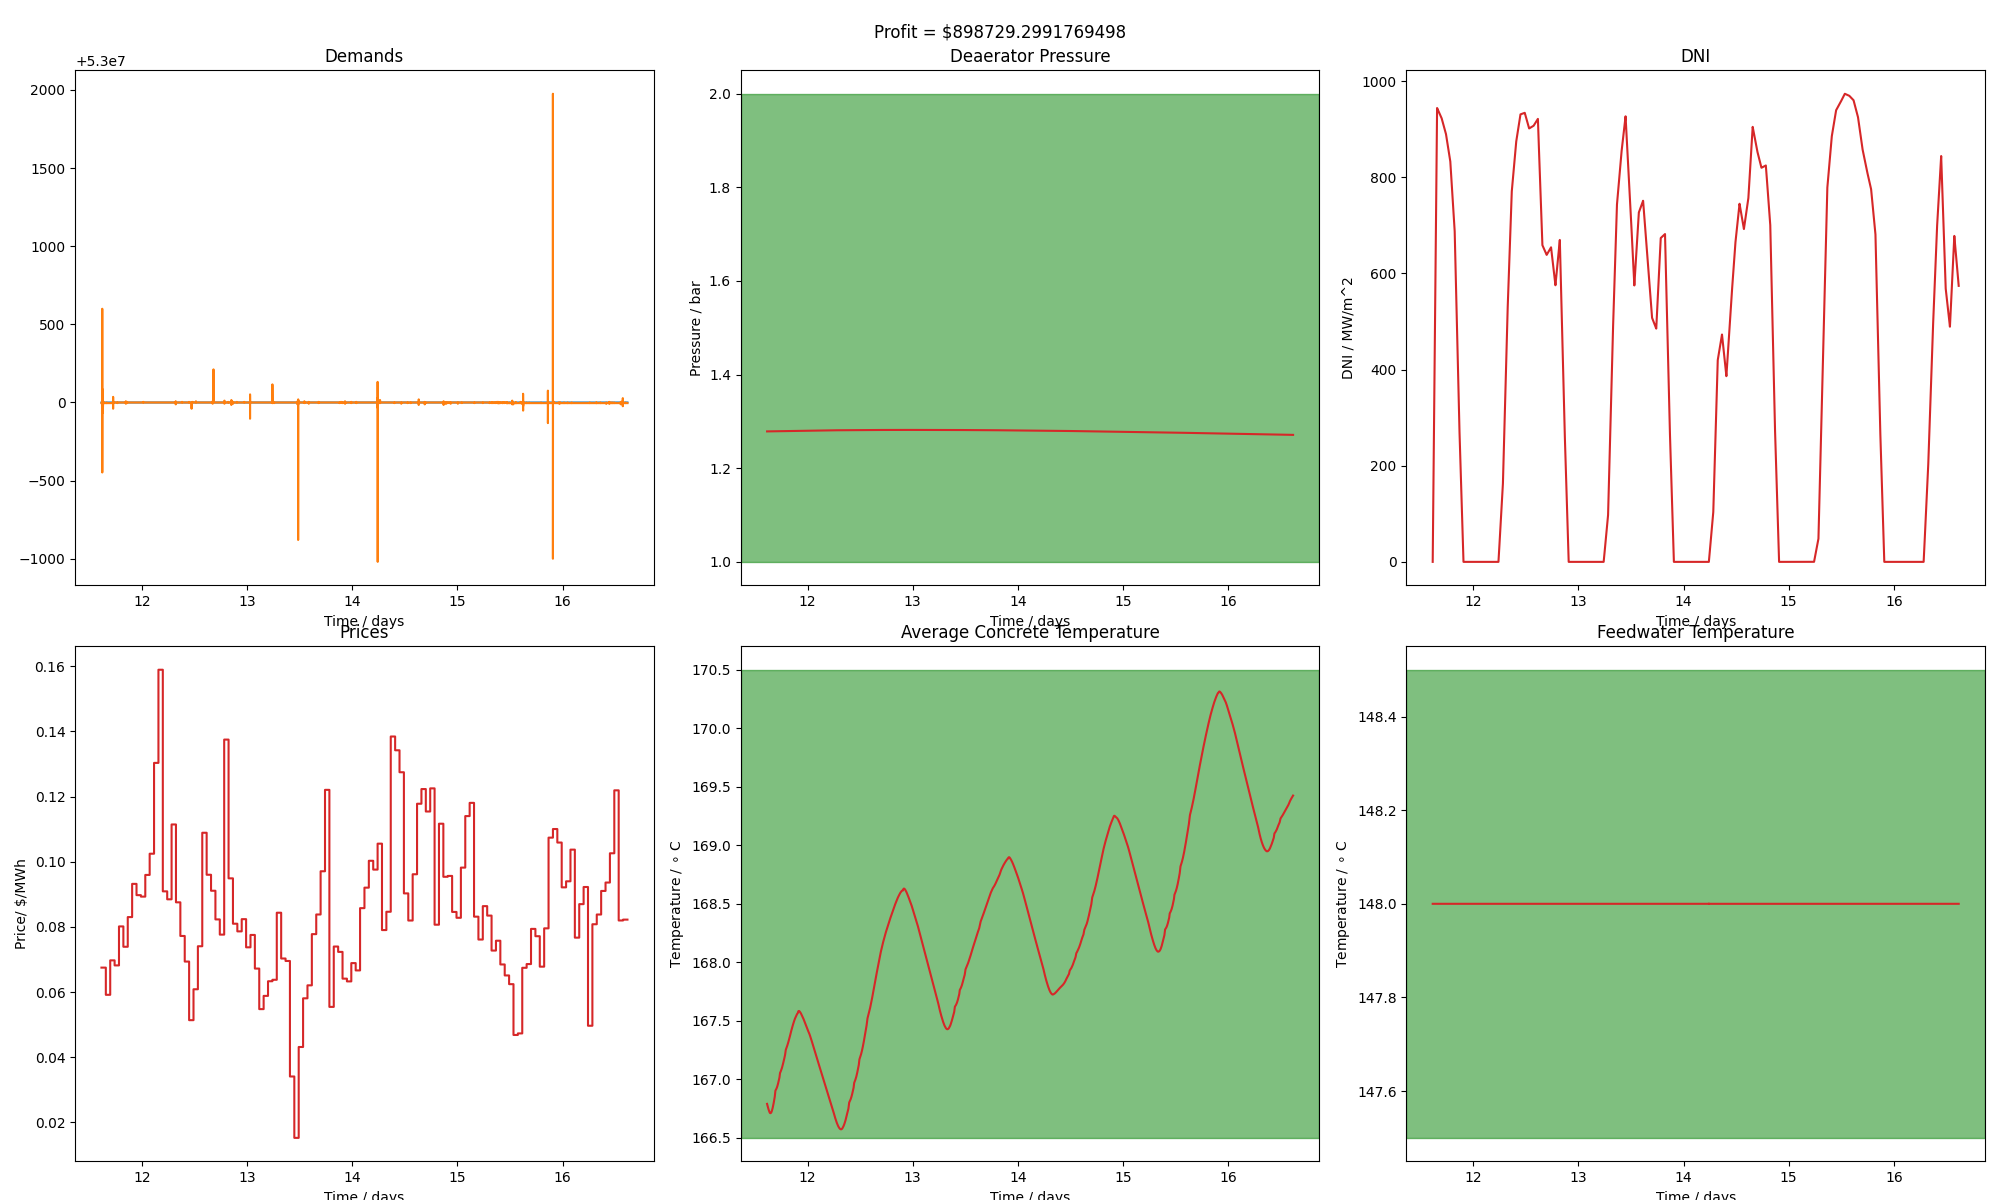 Profit = $898729.2991769498
Demands
+5.3e7
2000
1500
1000
500
0
−500
−1000
12 13 14 15 16
Time / days
Deaerator Pressure
Pressure / bar
2.0
1.8
1.6
1.4
1.2
1.0
12 13 14 15 16
Time / days
DNI
DNI / MW/m^2
1000
800
600
400
200
0
12 13 14 15 16
Time / days
Prices
Price/ $/MWh
0.16
0.14
0.12
0.10
0.08
0.06
0.04
0.02
12 13 14 15 16
Time / days
Average Concrete Temperature
Temperature / ∘ C
170.5
170.0
169.5
169.0
168.5
168.0
167.5
167.0
166.5
12 13 14 15 16
Time / days
Feedwater Temperature
Temperature / ∘ C
148.4
148.2
148.0
147.8
147.6
12 13 14 15 16
Time / days